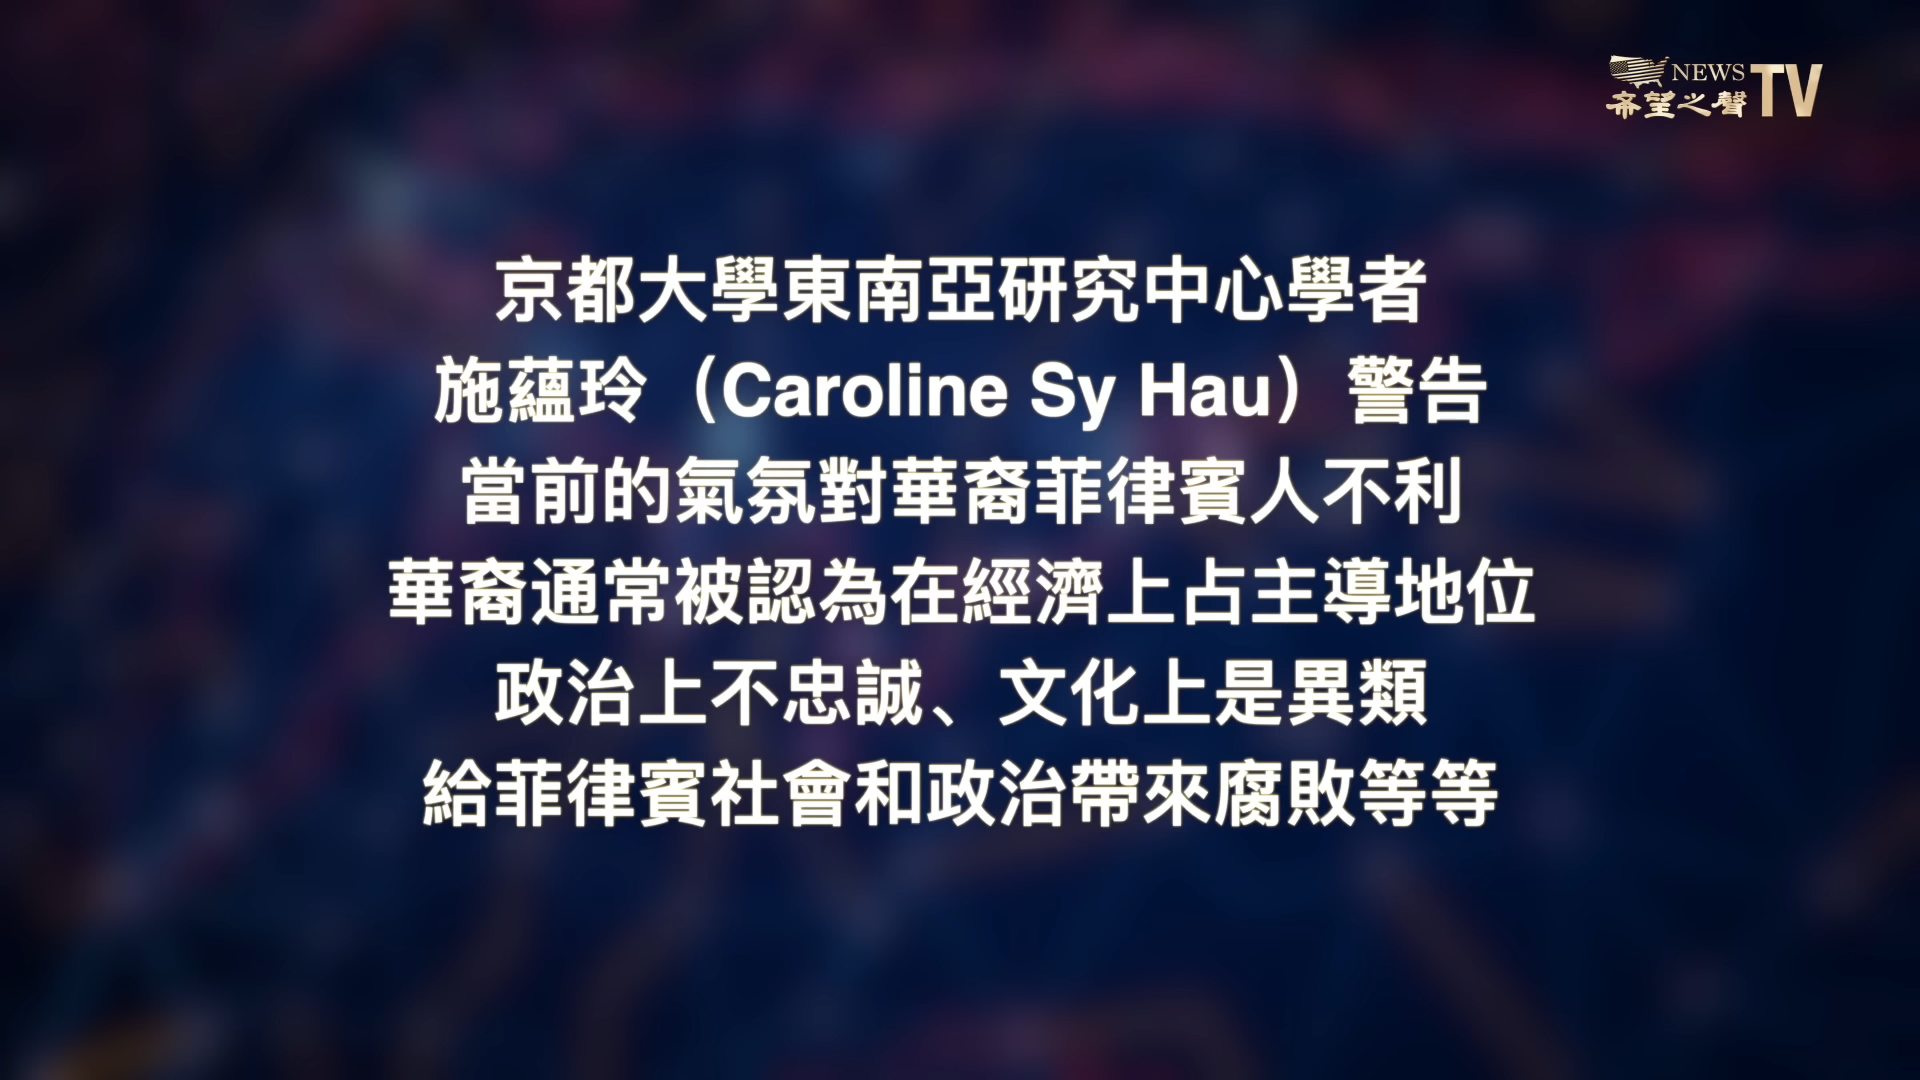 NEWS
希望之聲TV
京都大學東南亞研究中心學者
施蘊玲（Caroline Sy Hau）警告
當前的氣氛對華裔菲律賓人不利
華裔通常被認為在經濟上占主導地位
政治上不忠誠、文化上是異類
給菲律賓社會和政治帶來腐敗等等